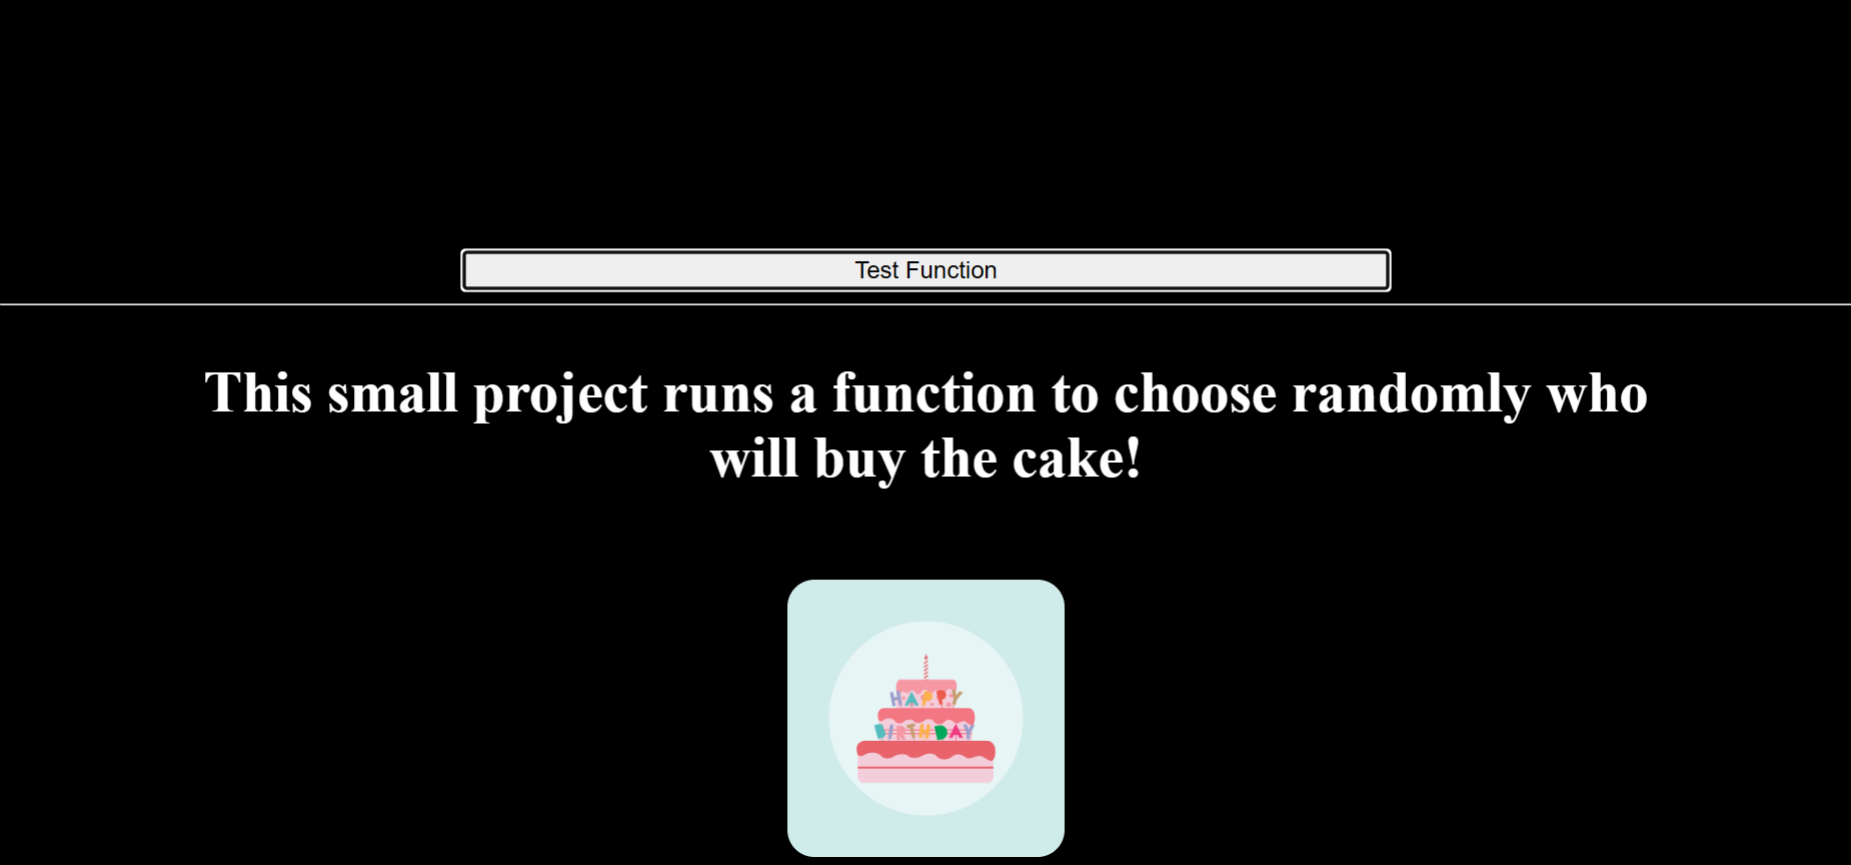 Test Function
This small project runs a function to choose randomly who
will buy the cake!
HAPPY
BIRTHDAY